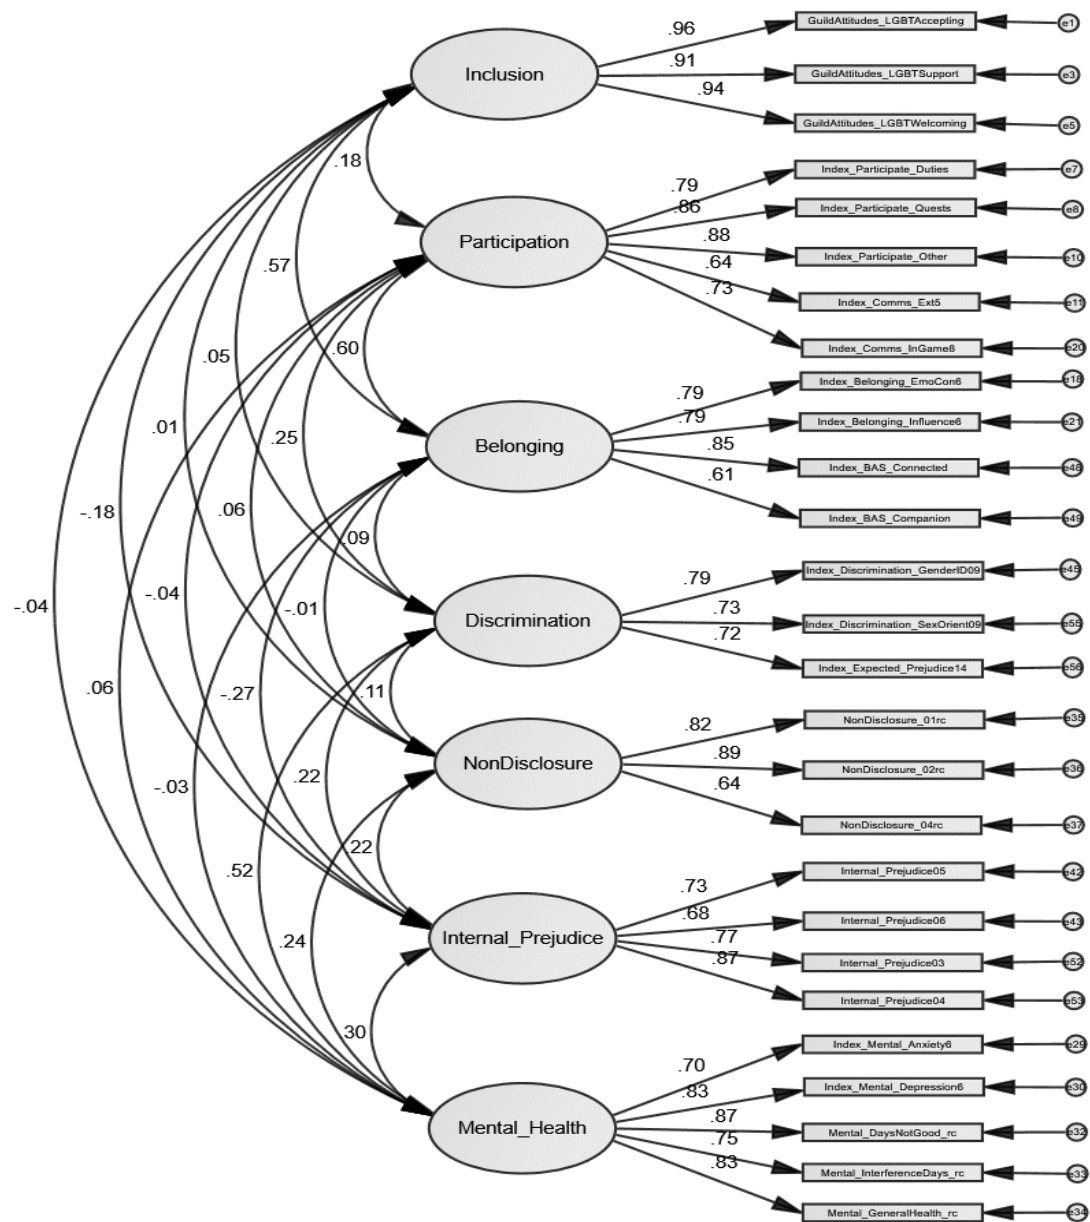 .96
GuildAttitudes_LGBTAccepting
e1
Inclusion
.91
GuildAttitudes_LGBTSupport
e3
.94
GuildAttitudes_LGBTWelcoming
e5
.18
.79
Index_Participate_Duties
e7
.86
Index_Participate_Quests
e8
Participation
.88
Index_Participate_Other
e10
.57
.64
Index_Comms_Ext5
e11
.73
Index_Comms_InGame8
e20
.05
.60
.79
Index_Belonging_EmoCon6
e18
.79
Index_Belonging_Influence6
e21
.01
.25
Belonging
.85
Index_BAS_Connected
e48
.61
Index_BAS_Companion
e49
-.18
.06
.09
.79
Index_Discrimination_GenderID09
e45
-.04
-.04
-.01
Discrimination
.73
Index_Discrimination_SexOrient09
e55
.72
Index_Expected_Prejudice14
e56
.06
-.27
.11
.82
NonDisclosure_01rc
e35
NonDisclosure
.89
NonDisclosure_02rc
e36
-.03
.22
.64
NonDisclosure_04rc
e37
.22
.52
.73
Internal_Prejudice05
e42
.68
Internal_Prejudice06
e43
.24
Internal_Prejudice
.77
Internal_Prejudice03
e52
.87
Internal_Prejudice04
e53
.30
.70
Index_Mental_Anxiety6
e29
.83
Index_Mental_Depression6
e30
Mental_Health
.87
Mental_DaysNotGood_rc
e32
.75
Mental_InterferenceDays_rc
e33
.83
Mental_GeneralHealth_rc
e34